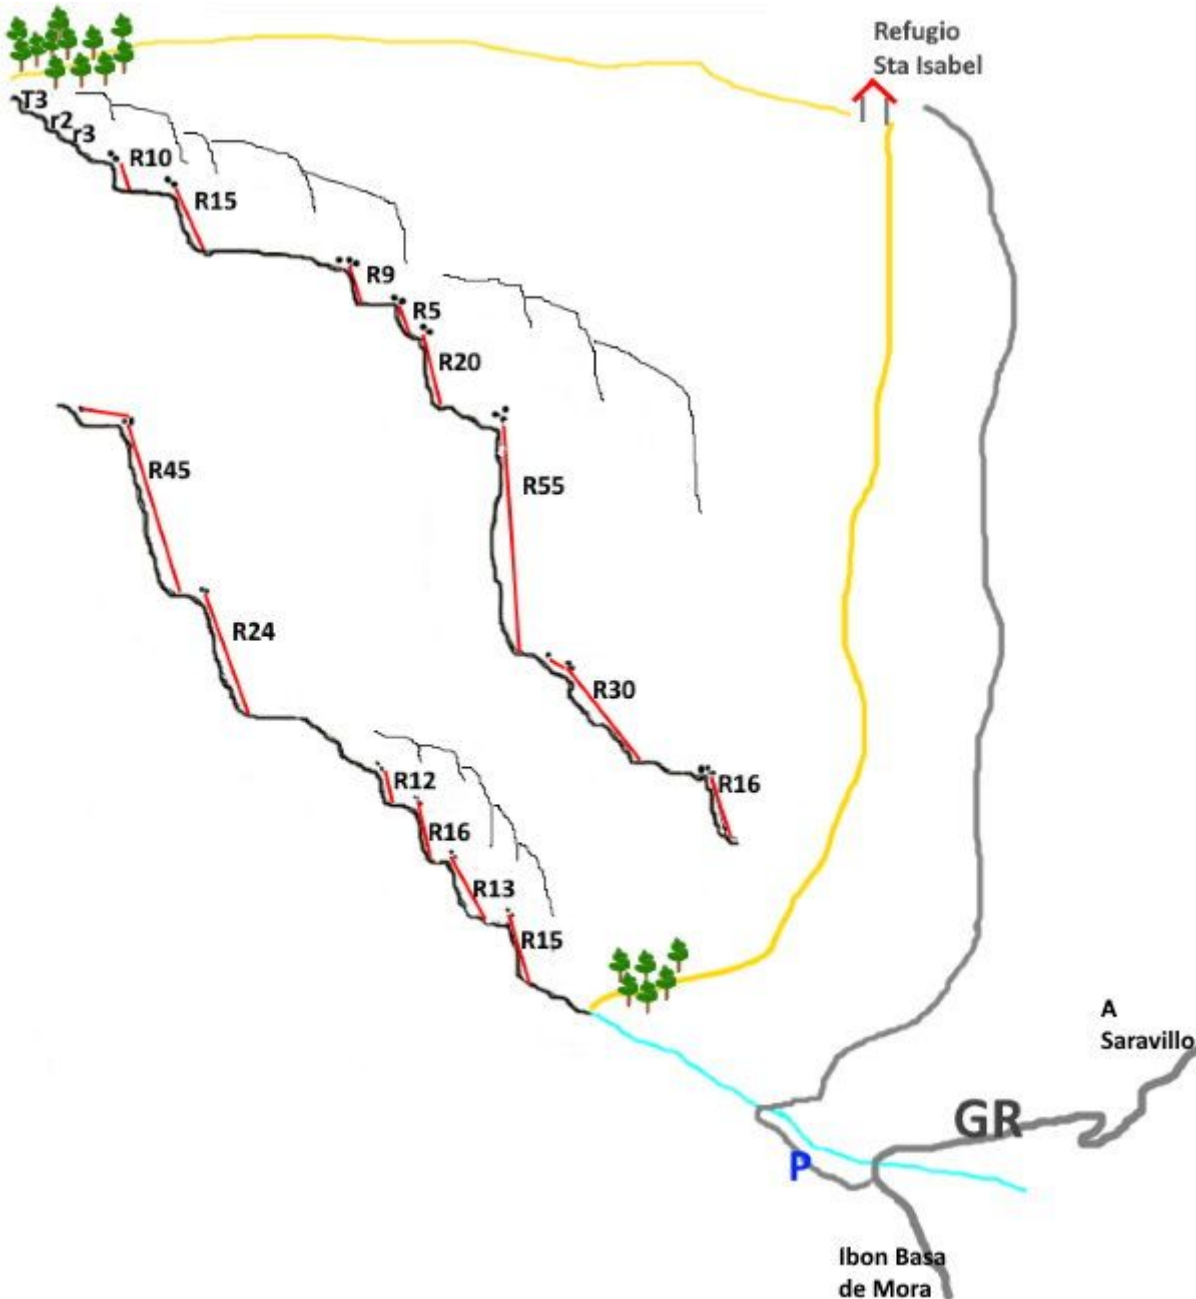 Refugio
Sta Isabel
T3
r2
r3
R10
R15
R9
R5
R20
R55
R30
R16
R45
R24
R12
R16
R13
R15
A
Saravillo
GR
P
Ibon Basa
de Mora